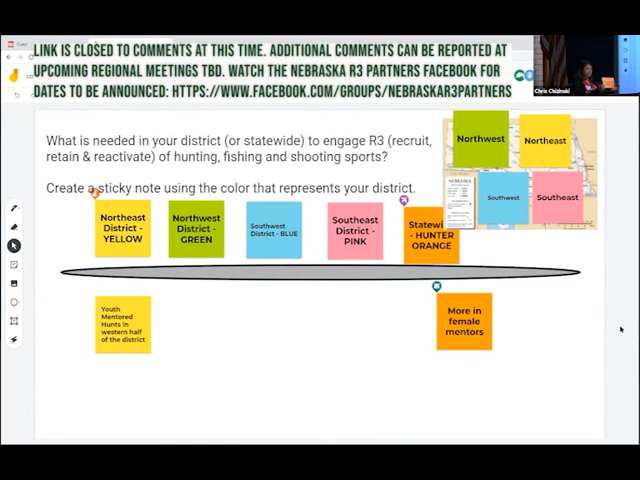 LINK IS CLOSED TO COMMENTS AT THIS TIME. ADDITIONAL COMMENTS CAN BE REPORTED AT
UPCOMING REGIONAL MEETINGS TBD. WATCH THE NEBRASKA R3 PARTNERS FACEBOOK FOR
DATES TO BE ANNOUNCED: HTTPS://WWW.FACEBOOK.COM/GROUPS/NEBRASKAR3PARTNERS
Chris Chizinski
What is needed in your district (or statewide) to engage R3 (recruit,
retain & reactivate) of hunting, fishing and shooting sports?
Create a sticky note using the color that represents your district.
Northwest
Northeast
NEBRASKA
Southwest
Southeast
Northeast
District -
YELLOW
Northwest
District -
GREEN
Southwest
District - BLUE
Southeast
District -
PINK
Statewi
- HUNTER
ORANGE
Youth
Mentored
Hunts in
western half
of the district
More in
female
mentors